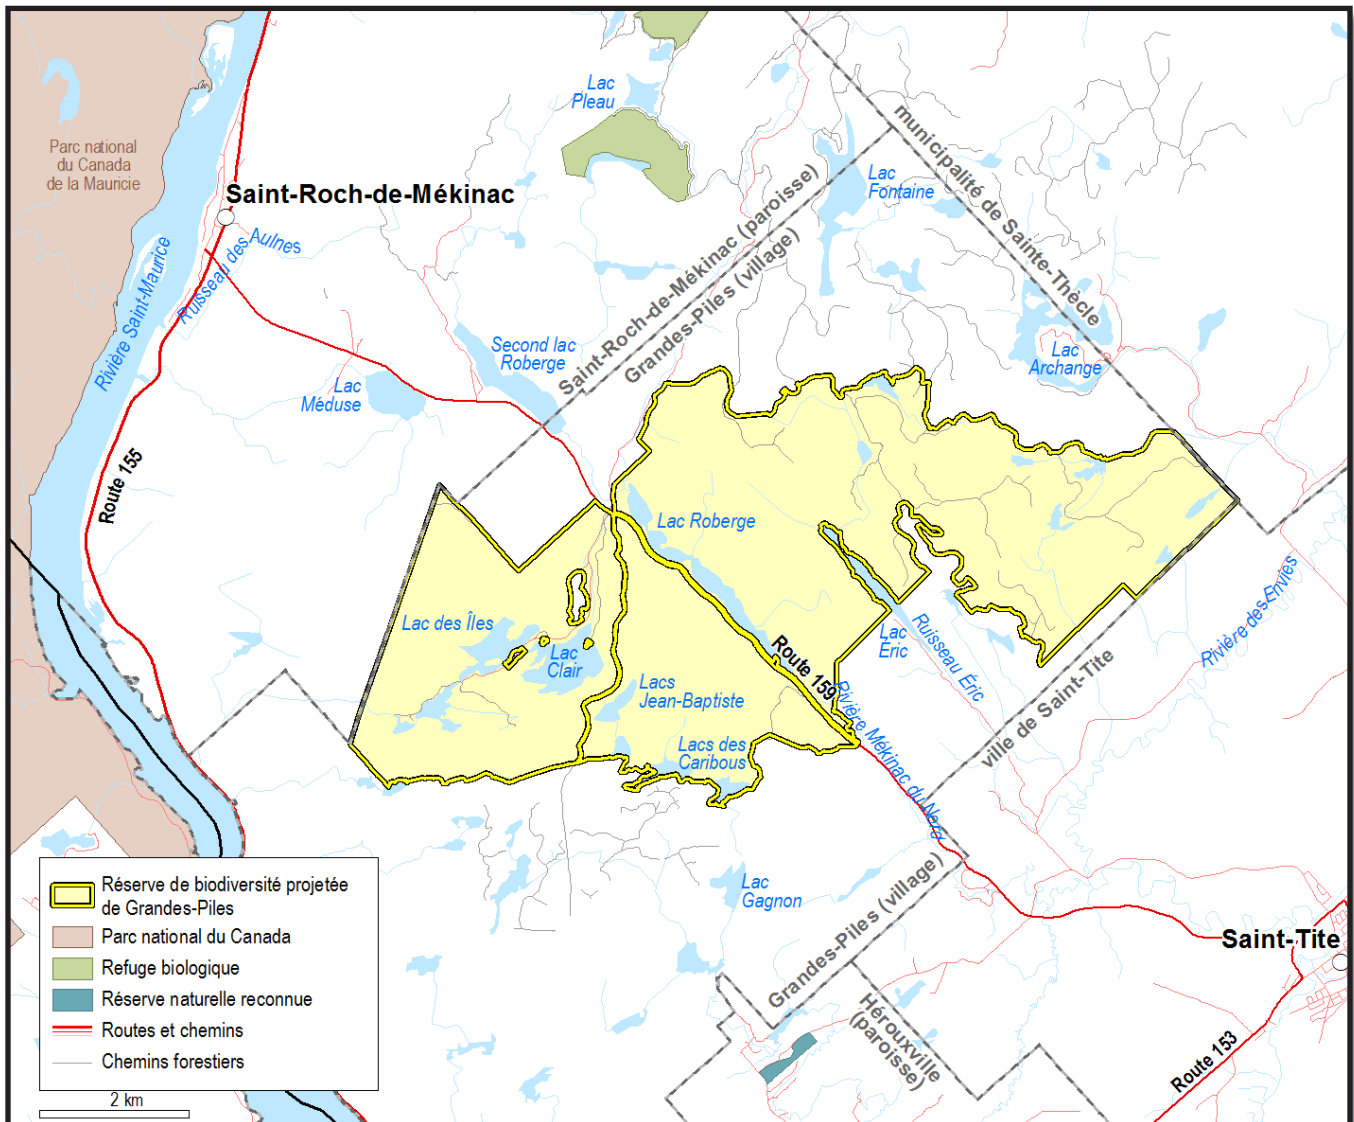 Lac
Pleau
Parc national
du Canada
de la Mauricie
Saint-Roch-de-Mékinac
Ruisseau des Aulnes
Rivière Saint-Maurice
municipalité de Sainte-Thècle
Lac
Fontaine
Saint-Roch-de-Mékinac (paroisse)
Grandes-Piles (village)
Second lac
Roberge
Lac
Méduse
Lac
Archange
Route 155
Lac Roberge
Lac des Îles
Lac
Clair
Lacs
Jean-Baptiste
Lacs des
Caribous
Route 159
Lac
Éric
Ruisseau Éric
Rivière des Envies
ville de Saint-Tite
Rivière Mékinac du Nord
Lac
Gagnon
Grandes-Piles (village)
Hérouxville
(paroisse)
Saint-Tite
Route 153
Réserve de biodiversité projetée
de Grandes-Piles
Parc national du Canada
Refuge biologique
Réserve naturelle reconnue
Routes et chemins
Chemins forestiers
2 km